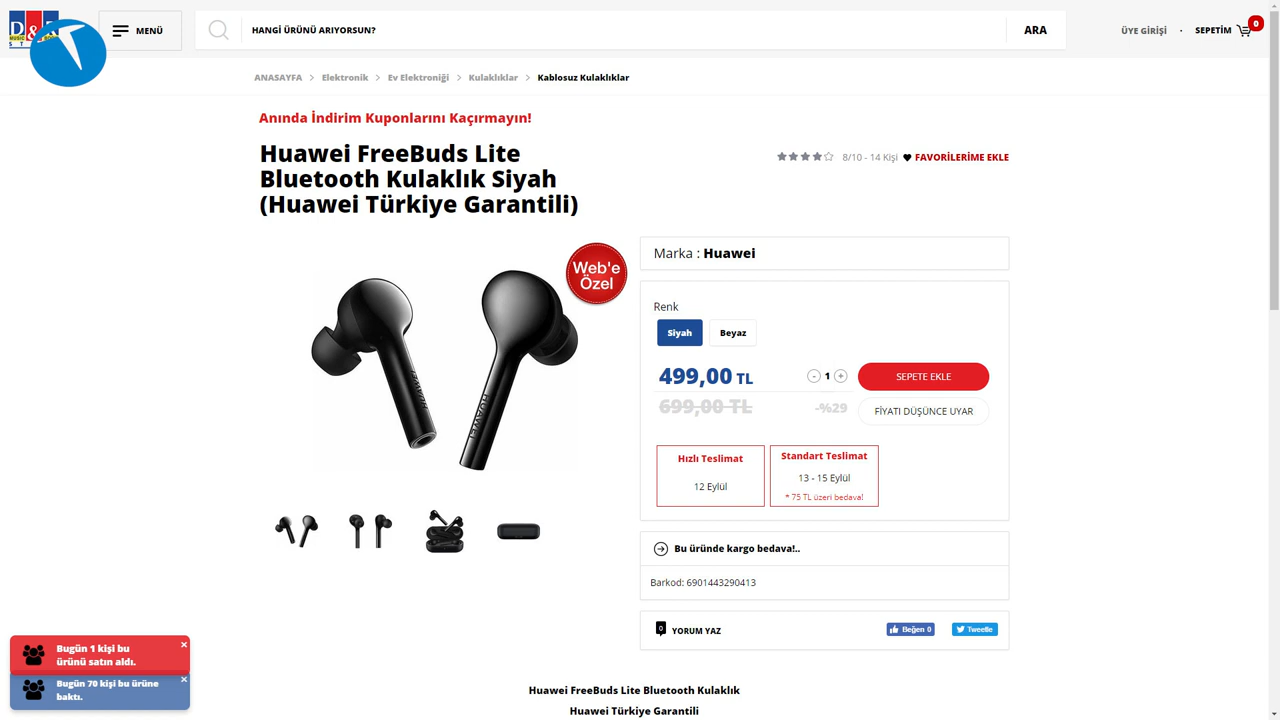 D&R
MUSIC
MENÜ
HANGİ ÜRÜNÜ ARIYORSUN?
ARA
ÜYE GİRİŞİ
SEPETİM
0
ANASAYFA > Elektronik > Ev Elektroniği > Kulaklıklar > Kablosuz Kulaklıklar
Anında İndirim Kuponlarını Kaçırmayın!
Huawei FreeBuds Lite
Bluetooth Kulaklık Siyah
(Huawei Türkiye Garantili)
8/10 - 14 Kişi
FAVORİLERİME EKLE
Web'e
Özel
HUAWEI
HUAWEI
Marka : Huawei
Renk
Siyah
Beyaz
499,00 TL
- 1 +
SEPETE EKLE
699,00 TL
-%29
FİYATI DÜŞÜNCE UYAR
Hızlı Teslimat
12 Eylül
Standart Teslimat
13 - 15 Eylül
* 75 TL üzeri bedava!
Bu üründe kargo bedava!..
Barkod: 6901443290413
0
YORUM YAZ
Beğen 0
Tweetle
Bugün 1 kişi bu
ürünü satın aldı.
×
Bugün 70 kişi bu ürüne
baktı.
×
Huawei FreeBuds Lite Bluetooth Kulaklık
Huawei Türkiye Garantili